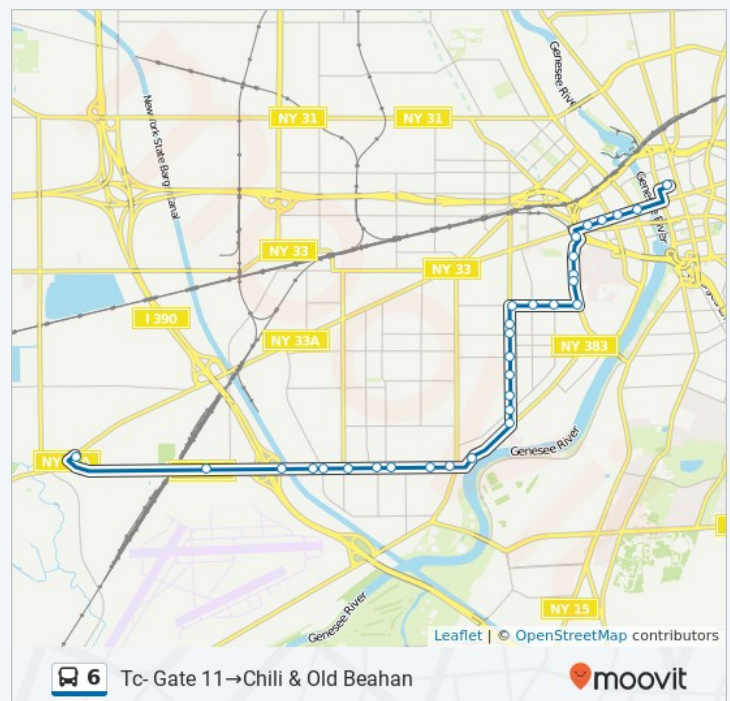 Genesee River
NY 31
NY 31
New York State Barge Canal
Genesee River
NY 33
NY 33
I 390
NY 33A
NY 383
Genesee River
NY 15
Genesee River
Leaflet | © OpenStreetMap contributors
6 Tc- Gate 11→Chili & Old Beahan
moovit